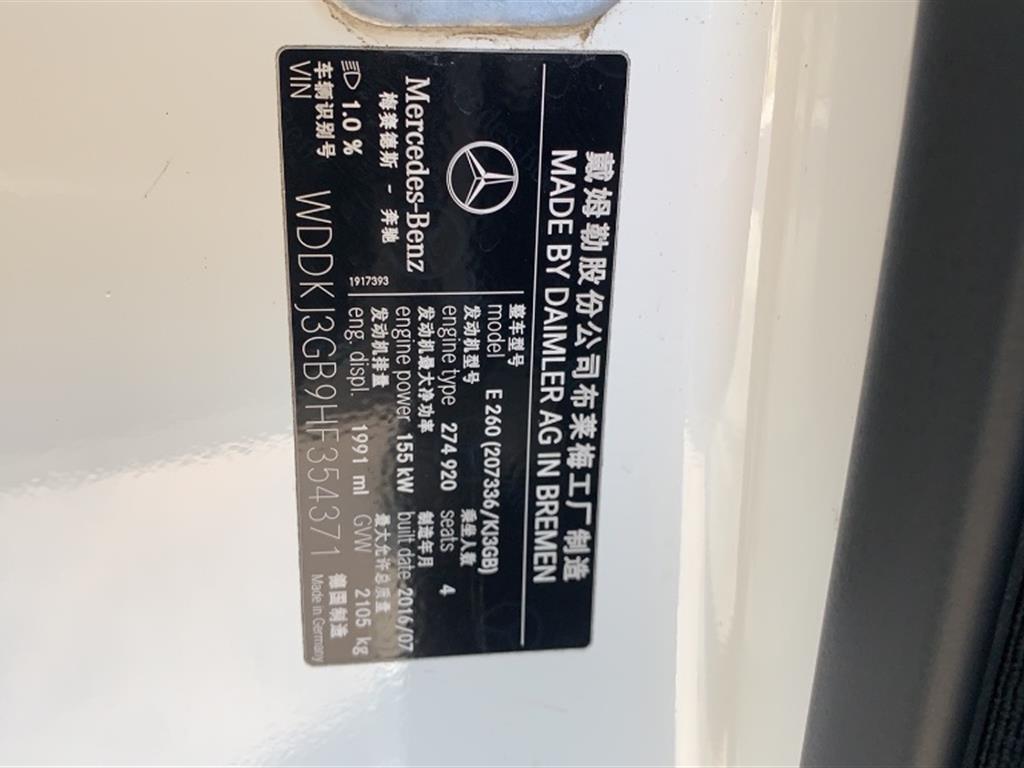 戴姆勒股份公司布莱梅工厂制造
MADE BY DAIMLER AG IN BREMEN
Mercedes-Benz
梅赛德斯 - 奔驰
1.0 %
1917393
整车型号
model E 260 (207336/KJ3GB)
发动机型号 乘坐人数
engine type 274 920 seats 4
发动机最大净功率 制造年月
engine power 155 kW built date 2016/07
发动机排量 最大允许总质量
eng. displ. 1991 ml GVW 2105 kg
车辆识别号
VIN WDDKJ3GB9HF354371
德国制造
Made in Germany